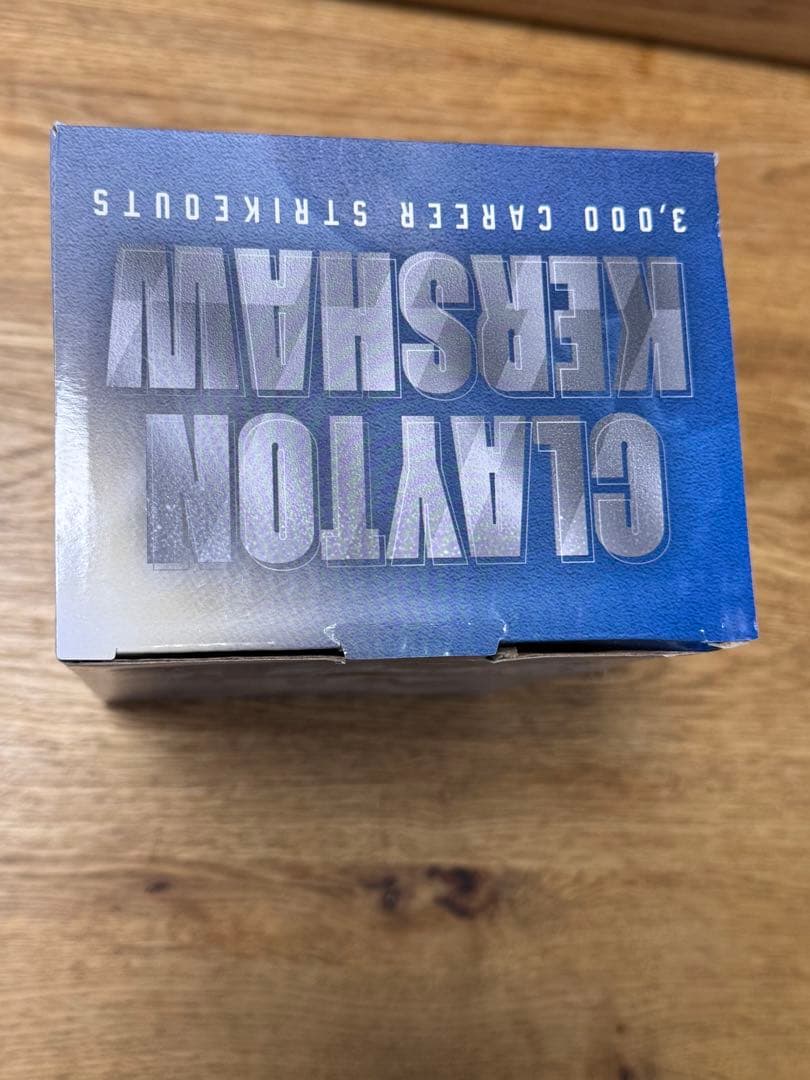 CLAYTON
KERSHAW
3,000 CAREER STRIKEOUTS